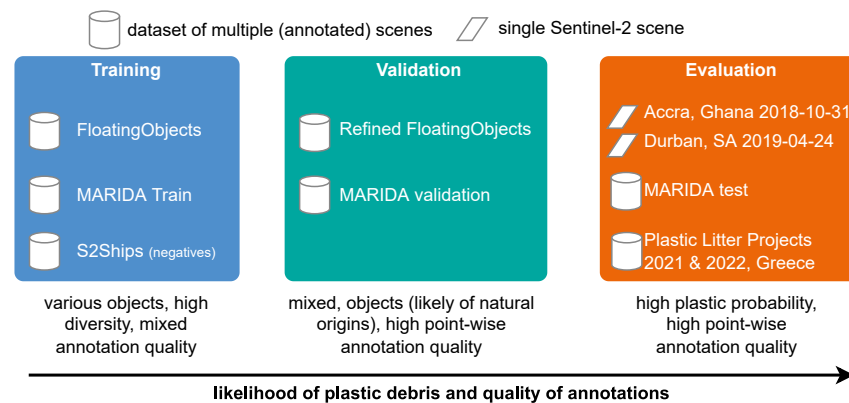 dataset of multiple (annotated) scenes
single Sentinel-2 scene
Training
FloatingObjects
MARIDA Train
S2Ships (negatives)
various objects, high
diversity, mixed
annotation quality
Validation
Refined FloatingObjects
MARIDA validation
mixed, objects (likely of natural
origins), high point-wise
annotation quality
Evaluation
Accra, Ghana 2018-10-31
Durban, SA 2019-04-24
MARIDA test
Plastic Litter Projects
2021 & 2022, Greece
high plastic probability,
high point-wise
annotation quality
likelihood of plastic debris and quality of annotations